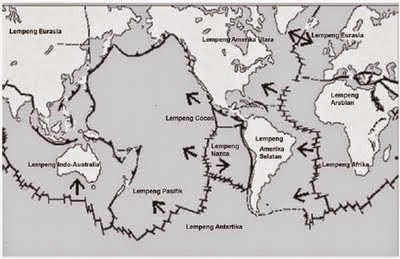 Lempeng Eurasia
Lempeng Amerika Utara
Lempeng Eurasia
Lempeng
Arabian
Lempeng Cocos
Lempeng Indo-Australia
Lempeng
Nazca
Lempeng
Amerika
Selatan
Lempeng Afrika
Lempeng Pasifik
Lempeng Antartika